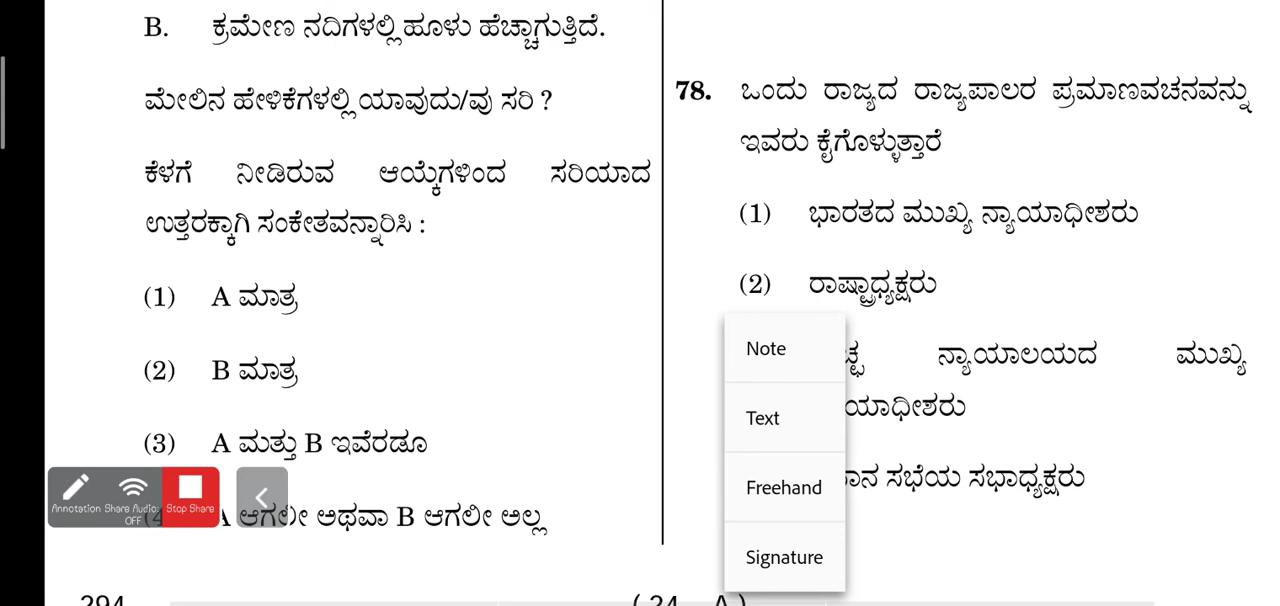 B. ಕ್ರಮೇಣ ನದಿಗಳಲ್ಲಿ ಹೂಳು ಹೆಚ್ಚಾಗುತ್ತಿದೆ.
ಮೇಲಿನ ಹೇಳಿಕೆಗಳಲ್ಲಿ ಯಾವುದು/ವು ಸರಿ ?
ಕೆಳಗೆ ನೀಡಿರುವ ಆಯ್ಕೆಗಳಿಂದ ಸರಿಯಾದ
ಉತ್ತರಕ್ಕಾಗಿ ಸಂಕೇತವನ್ನಾರಿಸಿ :
(1) A ಮಾತ್ರ
(2) B ಮಾತ್ರ
(3) A ಮತ್ತು B ಇವೆರಡೂ
(4 A ಆಗಲೀ ಅಥವಾ B ಆಗಲೀ ಅಲ್ಲ
78. ಒಂದು ರಾಜ್ಯದ ರಾಜ್ಯಪಾಲರ ಪ್ರಮಾಣವಚನವನ್ನು
ಇವರು ಕೈಗೊಳ್ಳುತ್ತಾರೆ
(1) ಭಾರತದ ಮುಖ್ಯ ನ್ಯಾಯಾಧೀಶರು
(2) ರಾಷ್ಟ್ರಾಧ್ಯಕ್ಷರು
ನ್ಯಾಯಾಲಯದ ಮುಖ್ಯ
ಯಾಧೀಶರು
ಸಭೆಯ ಸಭಾಧ್ಯಕ್ಷರು
Note
Text
Freehand
Signature
Annotation Share Audio: Stop Share
OFF
294 ( 24 – A )